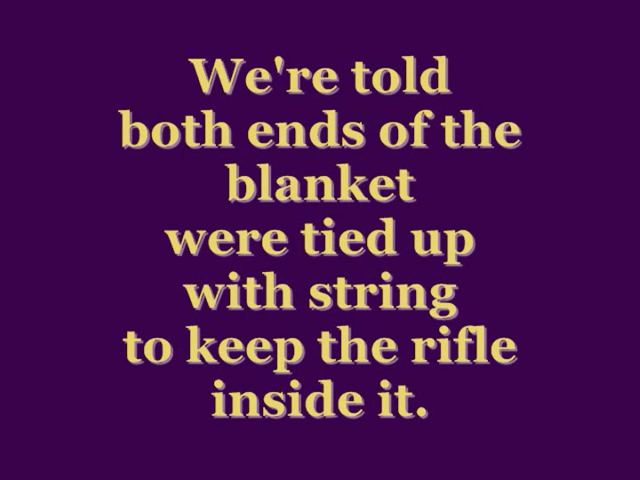 We're told
both ends of the
blanket
were tied up
with string
to keep the rifle
inside it.